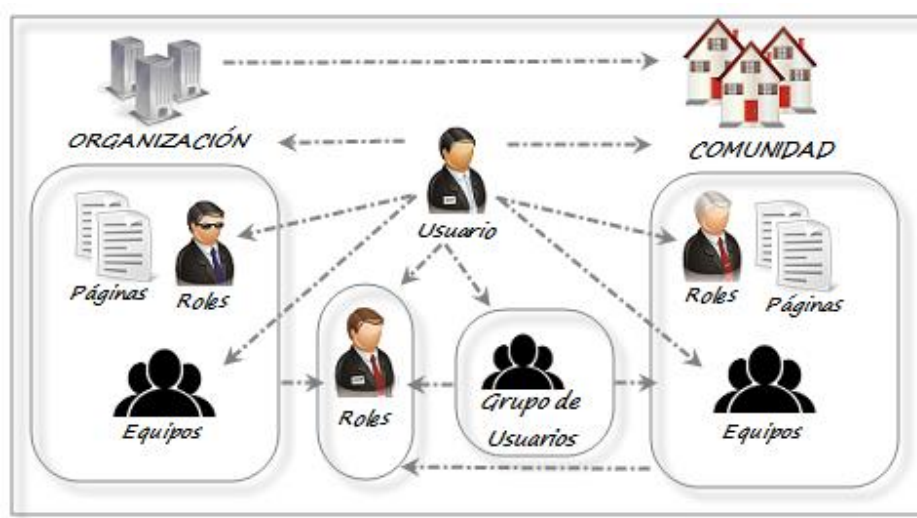 ORGANIZACIÓN
COMUNIDAD
Usuario
Páginas
Roles
Equipos
Roles
Grupo de
Usuarios
Roles
Páginas
Equipos